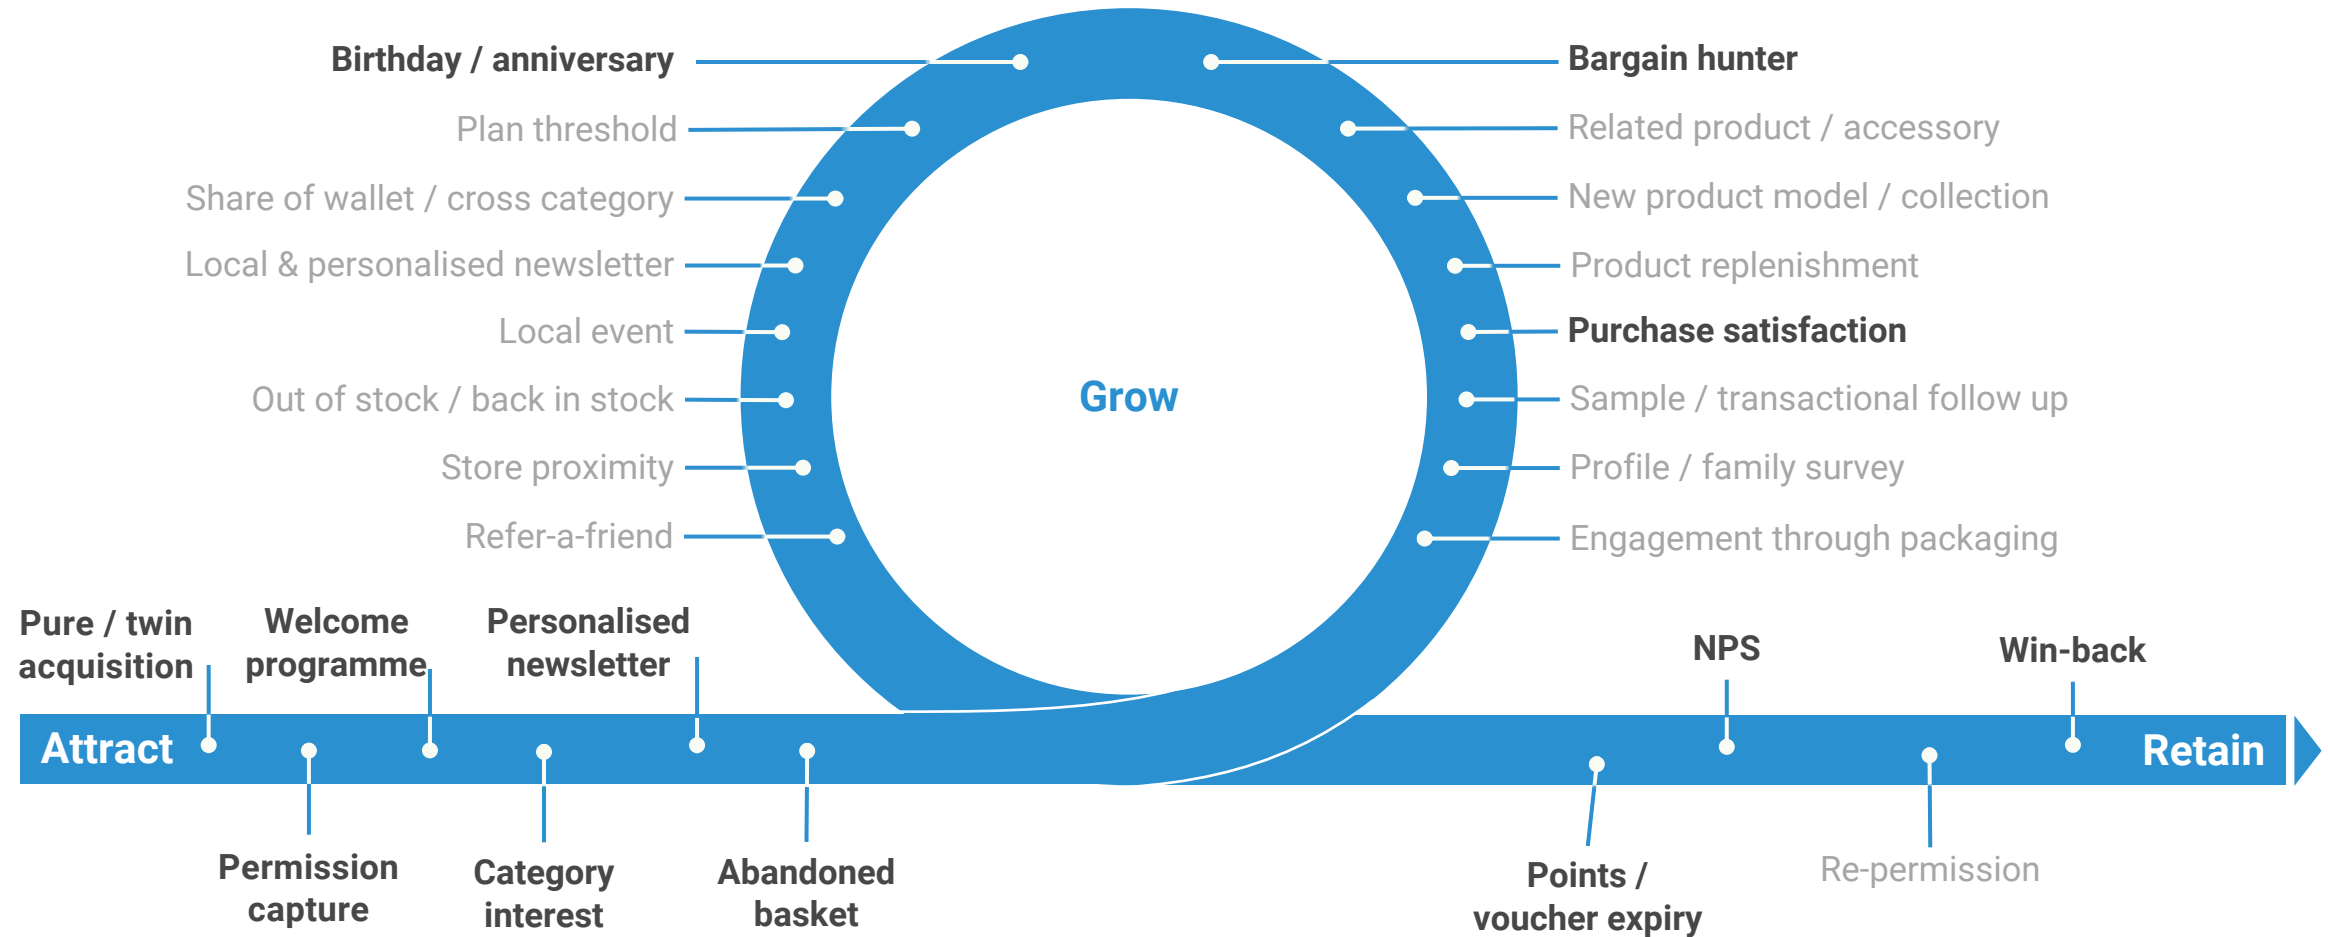 Birthday / anniversary
Plan threshold
Share of wallet / cross category
Local & personalised newsletter
Local event
Out of stock / back in stock
Store proximity
Refer-a-friend
Bargain hunter
Related product / accessory
New product model / collection
Product replenishment
Purchase satisfaction
Sample / transactional follow up
Profile / family survey
Engagement through packaging
Grow
Pure / twin
acquisition
Welcome
programme
Personalised
newsletter
NPS
Win-back
Attract
Retain
Permission
capture
Category
interest
Abandoned
basket
Points /
voucher expiry
Re-permission